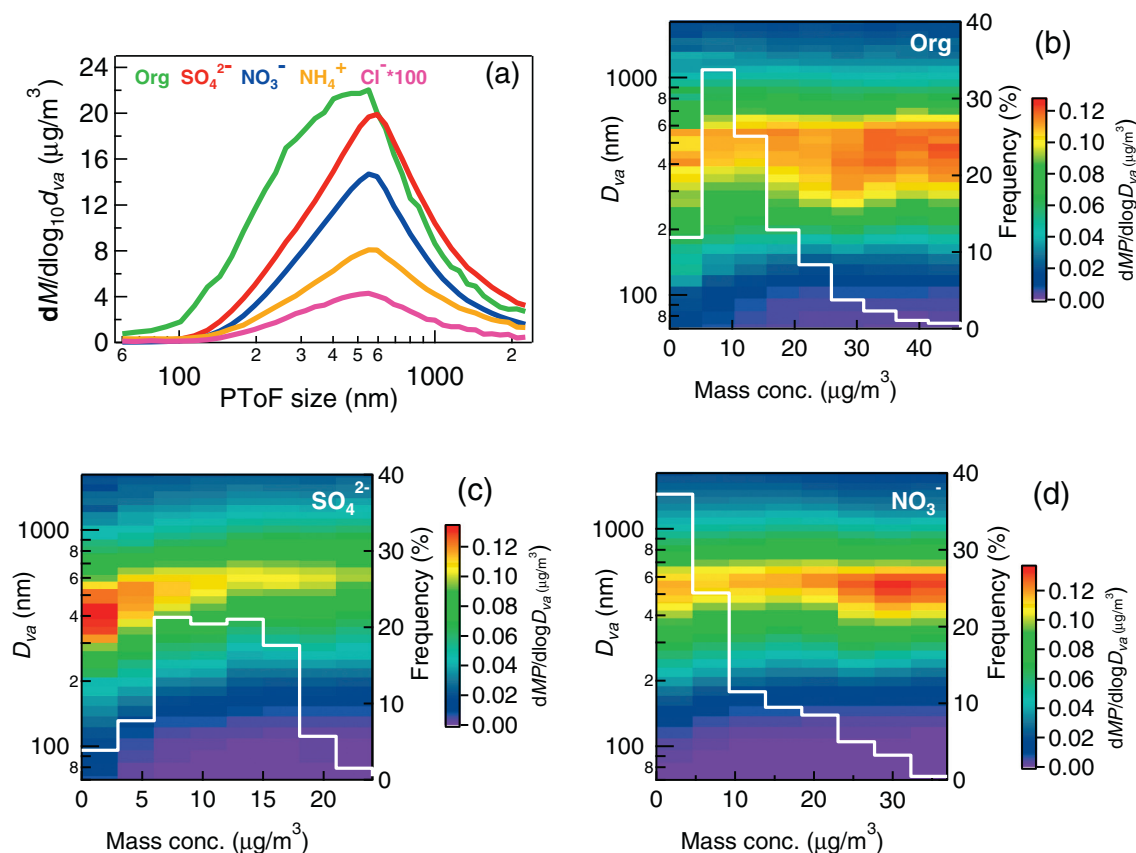 (a)
Org SO₄²⁻ NO₃⁻ NH₄⁺ Cl⁻*100
dM/dlog₁₀dva (μg/m³)
24
20
16
12
8
4
0
6 100 2 3 4 5 6 1000 2
PToF size (nm)
(b)
Org
Dva (nm)
1000
6
4
2
100
8
0 10 20 30 40
Mass conc. (μg/m³)
Frequency (%)
40
30
20
10
0
dMP/dlogDva (μg/m³)
0.12
0.10
0.08
0.06
0.04
0.02
0.00
(c)
SO₄²⁻
Dva (nm)
1000
8
6
4
2
100
8
0 5 10 15 20
Mass conc. (μg/m³)
Frequency (%)
40
30
20
10
0
dMP/dlogDva (μg/m³)
0.12
0.10
0.08
0.06
0.04
0.02
0.00
(d)
NO₃⁻
Dva (nm)
1000
8
6
4
2
100
8
0 10 20 30
Mass conc. (μg/m³)
Frequency (%)
40
30
20
10
0
dMP/dlogDva (μg/m³)
0.12
0.10
0.08
0.06
0.04
0.02
0.00